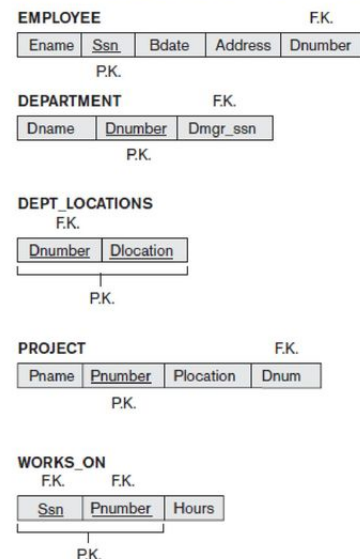 EMPLOYEE F.K.
Ename Ssn Bdate Address Dnumber
P.K.
DEPARTMENT F.K.
Dname Dnumber Dmgr_ssn
P.K.
DEPT_LOCATIONS
F.K.
Dnumber Dlocation
P.K.
PROJECT F.K.
Pname Pnumber Plocation Dnum
P.K.
WORKS_ON
F.K. F.K.
Ssn Pnumber Hours
P.K.